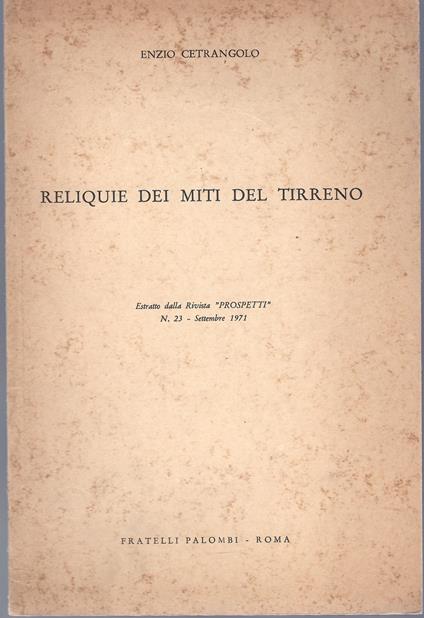 ENZIO CETRANGOLO
RELIQUIE DEI MITI DEL TIRRENO
Estratto dalla Rivista "PROSPETTI"
N. 23 - Settembre 1971
FRATELLI PALOMBI - ROMA